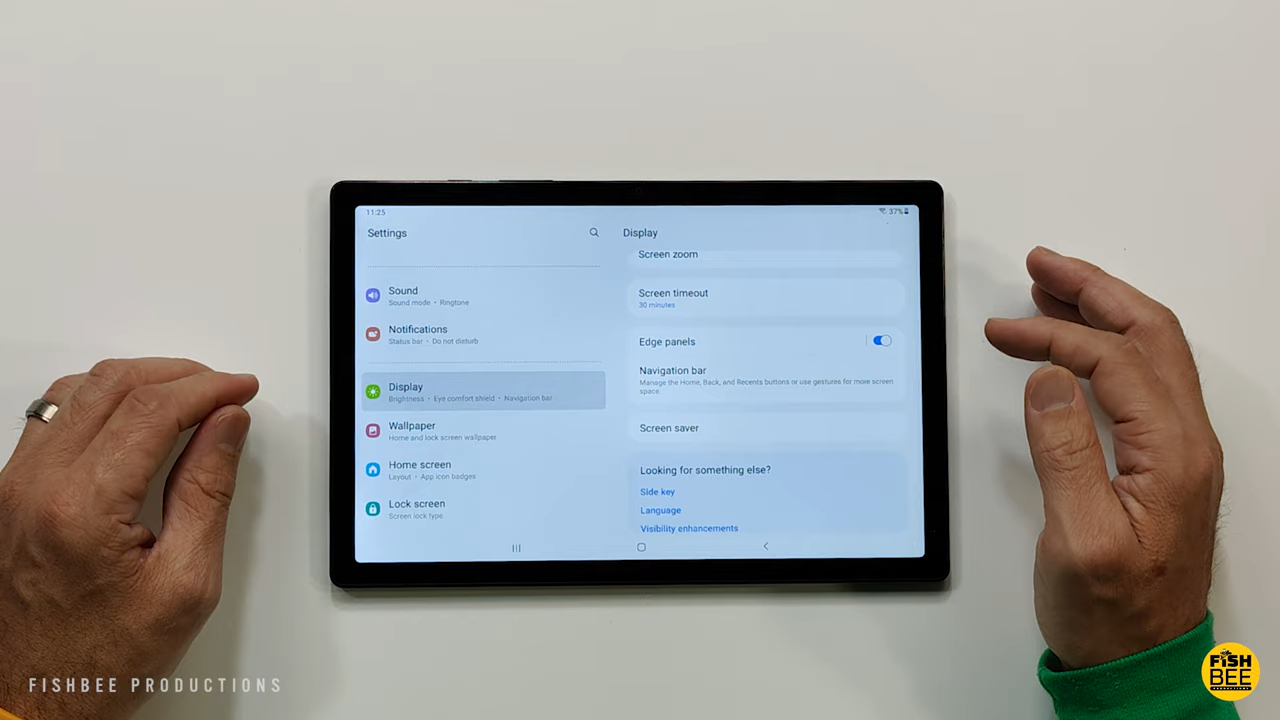 11:25
37%
Settings
Display
Sound
Sound mode • Ringtone
Notifications
Status bar • Do not disturb
Display
Brightness • Eye comfort shield • Navigation bar
Wallpaper
Home and lock screen wallpaper
Home screen
Layout • App icon badges
Lock screen
Screen lock type
Screen zoom
Screen timeout
30 minutes
Edge panels
Navigation bar
Manage the Home, Back, and Recents buttons or use gestures for more screen
space.
Screen saver
Looking for something else?
Side key
Language
Visibility enhancements
FISHBEE PRODUCTIONS
FISH
BEE
PRODUCTIONS